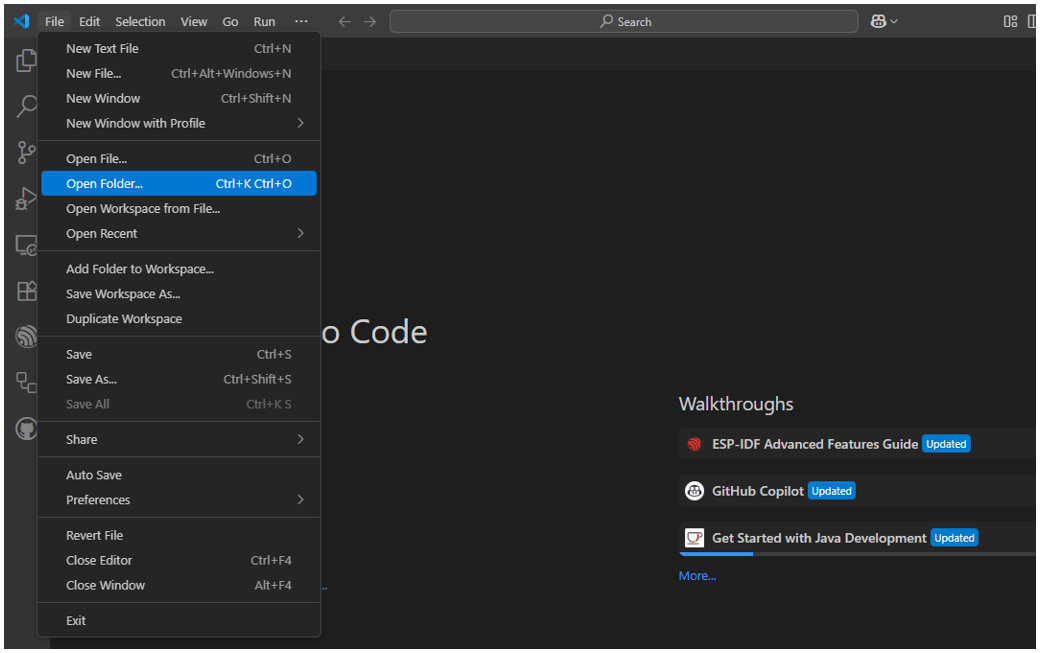 File Edit Selection View Go Run ··· Search
New Text File Ctrl+N
New File... Ctrl+Alt+Windows+N
New Window Ctrl+Shift+N
New Window with Profile
Open File... Ctrl+O
Open Folder... Ctrl+K Ctrl+O
Open Workspace from File...
Open Recent
Add Folder to Workspace...
Save Workspace As...
Duplicate Workspace
Save Ctrl+S
Save As... Ctrl+Shift+S
Save All Ctrl+K S
Share
Auto Save
Preferences
Revert File
Close Editor Ctrl+F4
Close Window Alt+F4
Exit
o Code
Walkthroughs
ESP-IDF Advanced Features Guide Updated
GitHub Copilot Updated
Get Started with Java Development Updated
More...